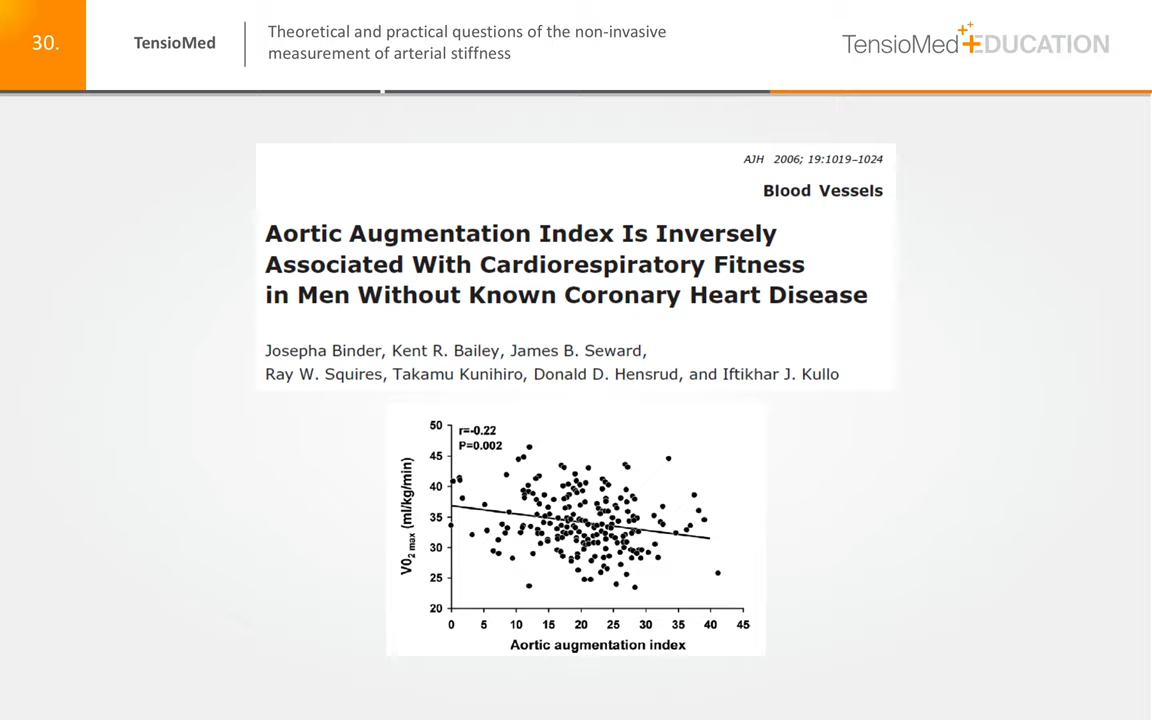 30.
TensioMed
Theoretical and practical questions of the non-invasive
measurement of arterial stiffness
TensioMed EDUCATION
AJH 2006; 19:1019–1024
Blood Vessels
Aortic Augmentation Index Is Inversely
Associated With Cardiorespiratory Fitness
in Men Without Known Coronary Heart Disease
Josepha Binder, Kent R. Bailey, James B. Seward,
Ray W. Squires, Takamu Kunihiro, Donald D. Hensrud, and Iftikhar J. Kullo
r=-0.22
P=0.002
V0₂ max (ml/kg/min)
50
45
40
35
30
25
20
0 5 10 15 20 25 30 35 40 45
Aortic augmentation index